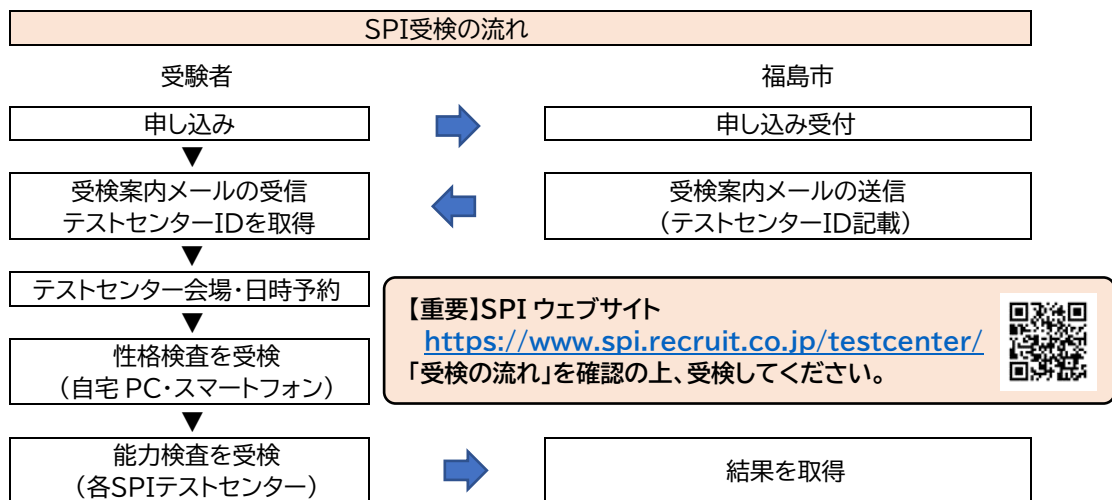 SPI受検の流れ
受験者
福島市
申し込み
申し込み受付
▼
受検案内メールの受信
テストセンターIDを取得
受検案内メールの送信
(テストセンターID記載)
▼
テストセンター会場・日時予約
▼
【重要】SPI ウェブサイト
https://www.spi.recruit.co.jp/testcenter/
「受検の流れ」を確認の上、受検してください。
性格検査を受検
(自宅 PC・スマートフォン)
▼
能力検査を受検
(各SPIテストセンター)
結果を取得